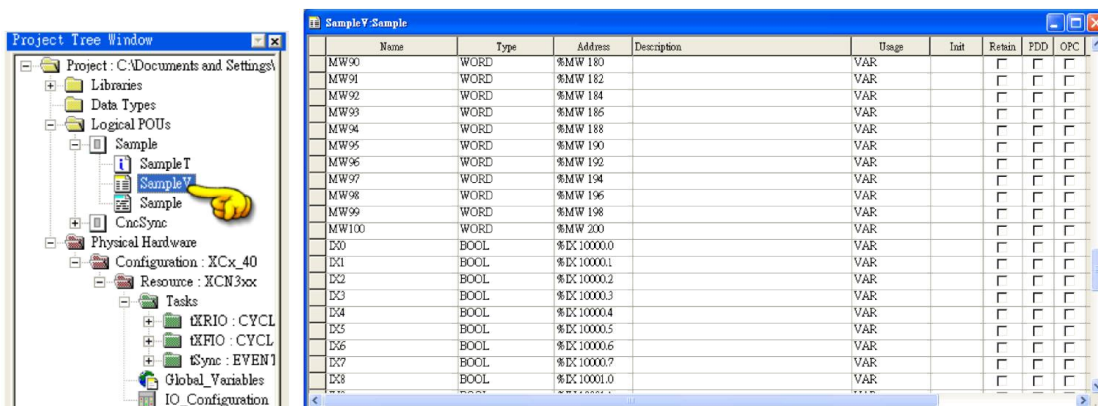 Project Tree Window
Project : C:\Documents and Settings\
Libraries
Data Types
Logical POUs
Sample
SampleT
SampleV
Sample
CncSync
Physical Hardware
Configuration : XCx_40
Resource : XCN3xx
Tasks
tXRIO : CYCL
tXFIO : CYCL
tSync : EVENT
Global_Variables
IO_Configuration
SampleV:Sample
Name Type Address Description Usage Init Retain PDD OPC
MW90 WORD %MW 180 VAR
MW91 WORD %MW 182 VAR
MW92 WORD %MW 184 VAR
MW93 WORD %MW 186 VAR
MW94 WORD %MW 188 VAR
MW95 WORD %MW 190 VAR
MW96 WORD %MW 192 VAR
MW97 WORD %MW 194 VAR
MW98 WORD %MW 196 VAR
MW99 WORD %MW 198 VAR
MW100 WORD %MW 200 VAR
IX0 BOOL %IX 10000.0 VAR
IX1 BOOL %IX 10000.1 VAR
IX2 BOOL %IX 10000.2 VAR
IX3 BOOL %IX 10000.3 VAR
IX4 BOOL %IX 10000.4 VAR
IX5 BOOL %IX 10000.5 VAR
IX6 BOOL %IX 10000.6 VAR
IX7 BOOL %IX 10000.7 VAR
IX8 BOOL %IX 10001.0 VAR